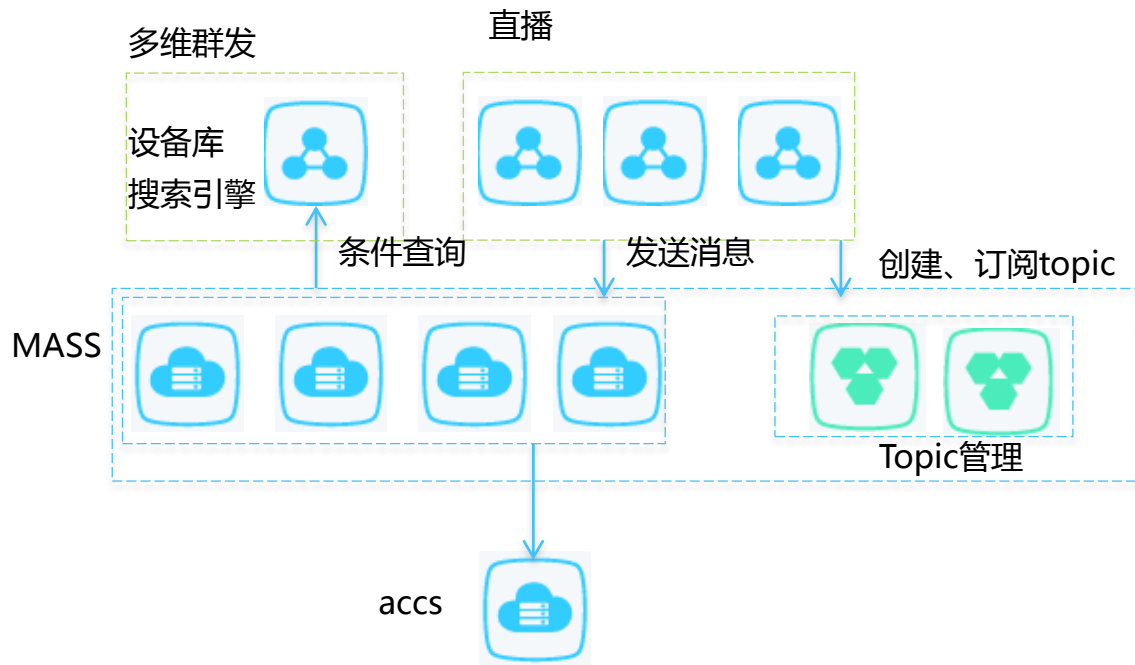 直播
多维群发
设备库
搜索引擎
条件查询
发送消息
创建、订阅topic
MASS
Topic管理
accs